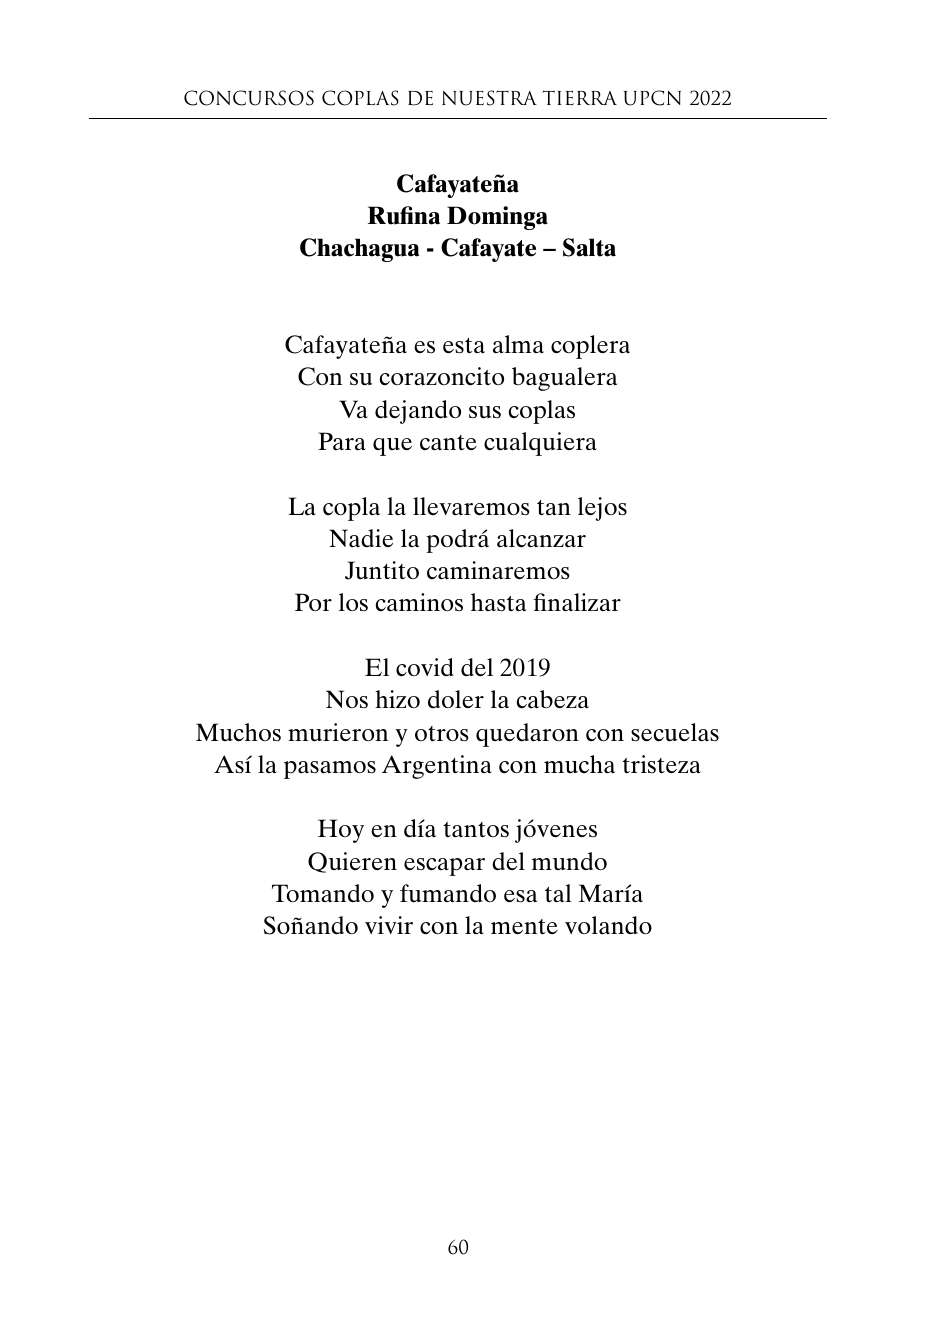 CONCURSOS COPLAS DE NUESTRA TIERRA UPCN 2022
Cafayateña
Rufina Dominga
Chachagua - Cafayate – Salta
Cafayateña es esta alma coplera
Con su corazoncito bagualera
Va dejando sus coplas
Para que cante cualquiera
La copla la llevaremos tan lejos
Nadie la podrá alcanzar
Juntito caminaremos
Por los caminos hasta finalizar
El covid del 2019
Nos hizo doler la cabeza
Muchos murieron y otros quedaron con secuelas
Así la pasamos Argentina con mucha tristeza
Hoy en día tantos jóvenes
Quieren escapar del mundo
Tomando y fumando esa tal María
Soñando vivir con la mente volando
60